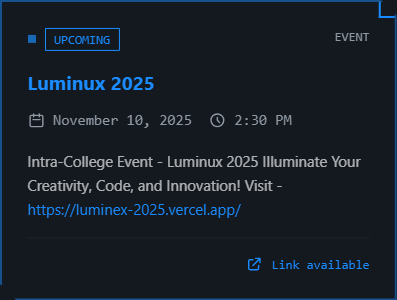 UPCOMING
EVENT
Luminux 2025
November 10, 2025 2:30 PM
Intra-College Event - Luminux 2025 Illuminate Your
Creativity, Code, and Innovation! Visit -
https://luminex-2025.vercel.app/
Link available